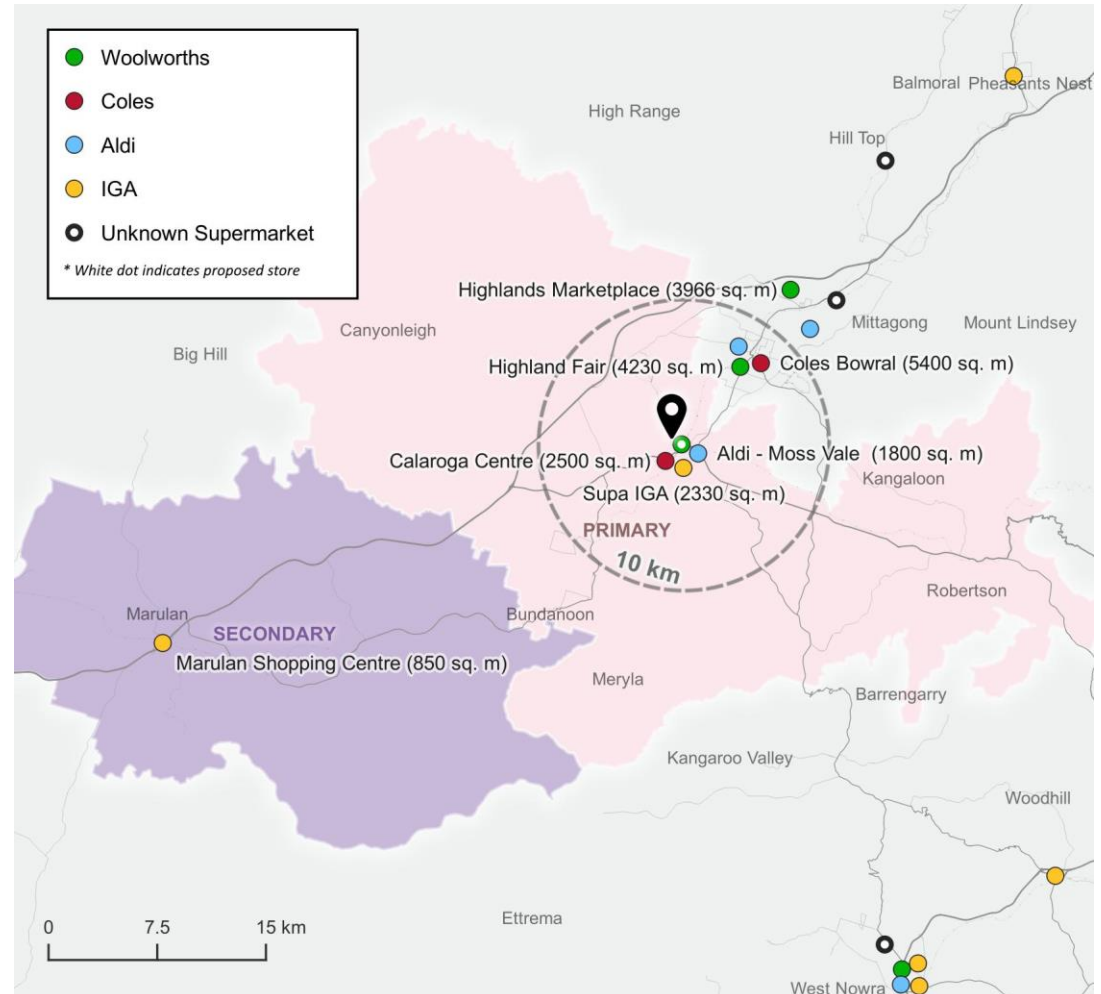 Woolworths
Coles
Aldi
IGA
Unknown Supermarket
* White dot indicates proposed store
Balmoral
Pheasants Nest
High Range
Hill Top
Highlands Marketplace (3966 sq. m)
Canyonleigh
Mittagong
Mount Lindsey
Big Hill
Highland Fair (4230 sq. m)
Coles Bowral (5400 sq. m)
Calaroga Centre (2500 sq. m)
Aldi - Moss Vale (1800 sq. m)
Kangaloon
Supa IGA (2330 sq. m)
PRIMARY
10 km
Robertson
Marulan
Bundanoon
SECONDARY
Marulan Shopping Centre (850 sq. m)
Meryla
Barrengarry
Kangaroo Valley
Woodhill
Ettrema
0 7.5 15 km
West Nowra